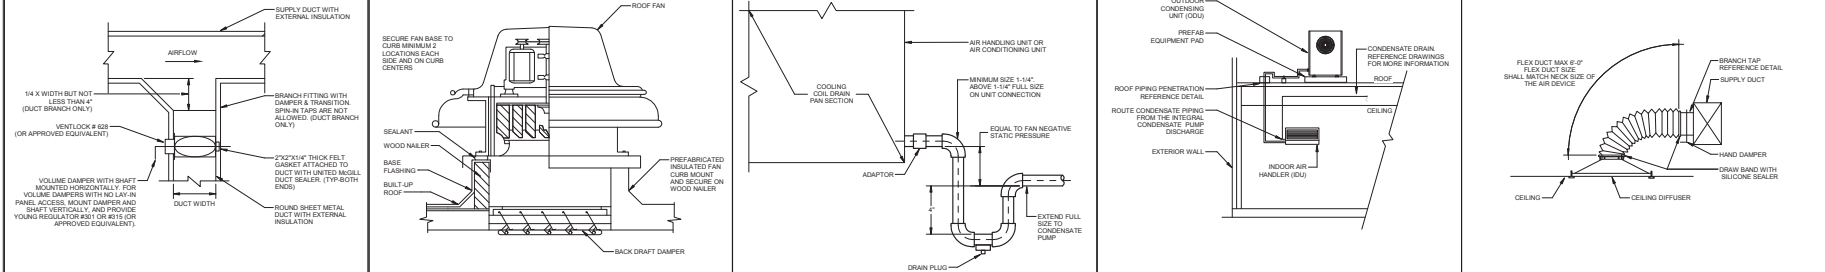 SUPPLY DUCT WITH
EXTERNAL INSULATION
AIRFLOW
1/4 X WIDTH BUT NOT
LESS THAN 4"
(DUCT BRANCH ONLY)
BRANCH FITTING WITH
DAMPER & TRANSITION.
SPIN-IN TAPS ARE NOT
ALLOWED. (DUCT BRANCH
ONLY)
VENTLOCK # 628
(OR APPROVED EQUIVALENT)
2"X2"X1/4" THICK FELT
GASKET ATTACHED TO
DUCT WITH UNITED McGILL
DUCT SEALER. (TYP-BOTH
ENDS)
VOLUME DAMPER WITH SHAFT
MOUNTED HORIZONTALLY. FOR
VOLUME DAMPERS WITH NO LAY-IN
PANEL ACCESS, MOUNT DAMPER AND
SHAFT VERTICALLY, AND PROVIDE
YOUNG REGULATOR #301 OR #315 (OR
APPROVED EQUIVALENT).
DUCT WIDTH
ROUND SHEET METAL
DUCT WITH EXTERNAL
INSULATION
ROOF FAN
SECURE FAN BASE TO
CURB MINIMUM 2
LOCATIONS EACH
SIDE AND ON CURB
CENTERS
SEALANT
WOOD NAILER
BASE
FLASHING
BUILT-UP
ROOF
PREFABRICATED
INSULATED FAN
CURB MOUNT AND
SECURE ON
WOOD NAILER
BACK DRAFT DAMPER
AIR HANDLING UNIT OR
AIR CONDITIONING UNIT
COOLING
COIL DRAIN
PAN SECTION
MINIMUM SIZE 1-1/4".
ABOVE 1-1/4" FULL SIZE
ON UNIT CONNECTION
EQUAL TO FAN NEGATIVE
STATIC PRESSURE
ADAPTOR
4"
EXTEND FULL
SIZE TO
CONDENSATE
PUMP
DRAIN PLUG
OUTDOOR
CONDENSING
UNIT (ODU)
PREFAB
EQUIPMENT PAD
CONDENSATE DRAIN.
REFERENCE DRAWINGS
FOR MORE INFORMATION
ROOF
ROOF PIPING PENETRATION
REFERENCE DETAIL
CEILING
ROUTE CONDENSATE PIPING
FROM THE INTEGRAL
CONDENSATE PUMP
DISCHARGE
EXTERIOR WALL
INDOOR AIR
HANDLER (IDU)
FLEX DUCT MAX 6'-0"
FLEX DUCT SIZE
SHALL MATCH NECK SIZE OF
THE AIR DEVICE
BRANCH TAP
REFERENCE DETAIL
SUPPLY DUCT
HAND DAMPER
DRAW BAND WITH
SILICONE SEALER
CEILING
CEILING DIFFUSER